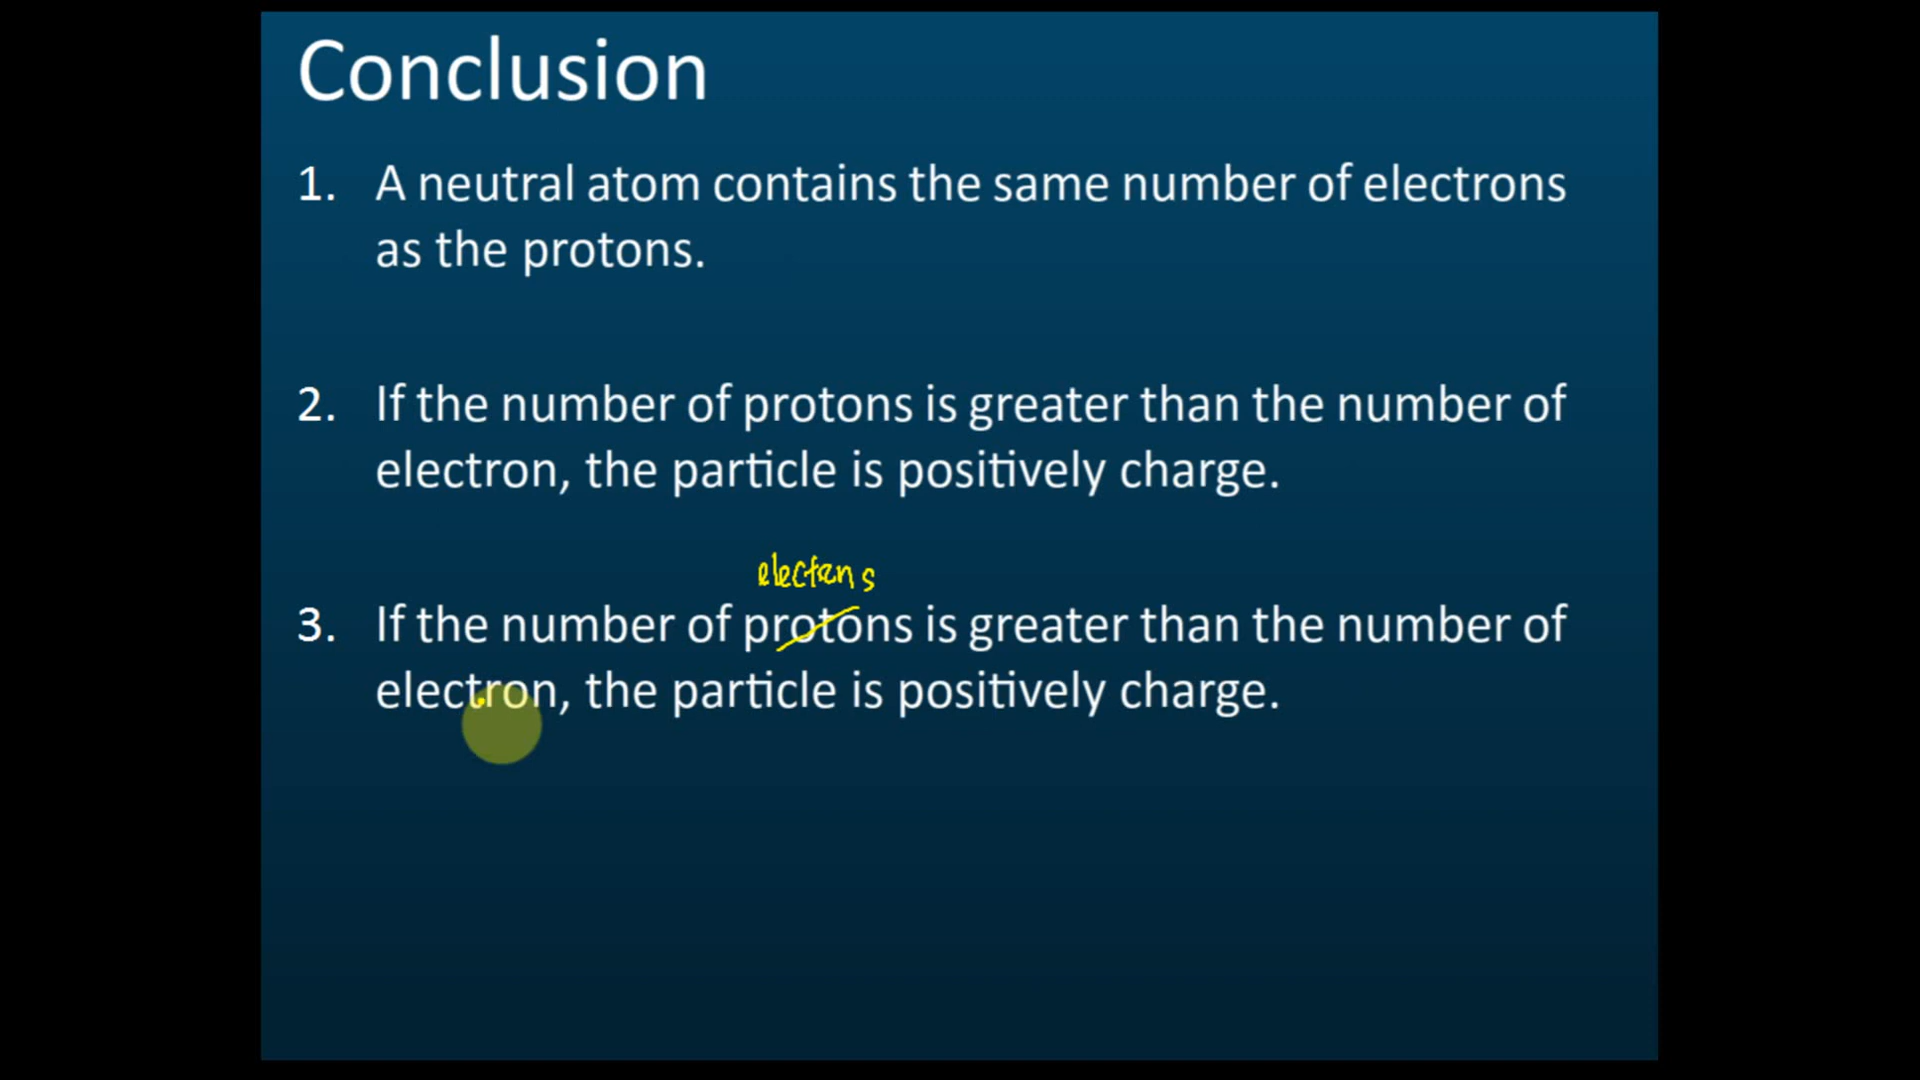 Conclusion
1. A neutral atom contains the same number of electrons
as the protons.
2. If the number of protons is greater than the number of
electron, the particle is positively charge.
electrons
3. If the number of protons is greater than the number of
electron, the particle is positively charge.